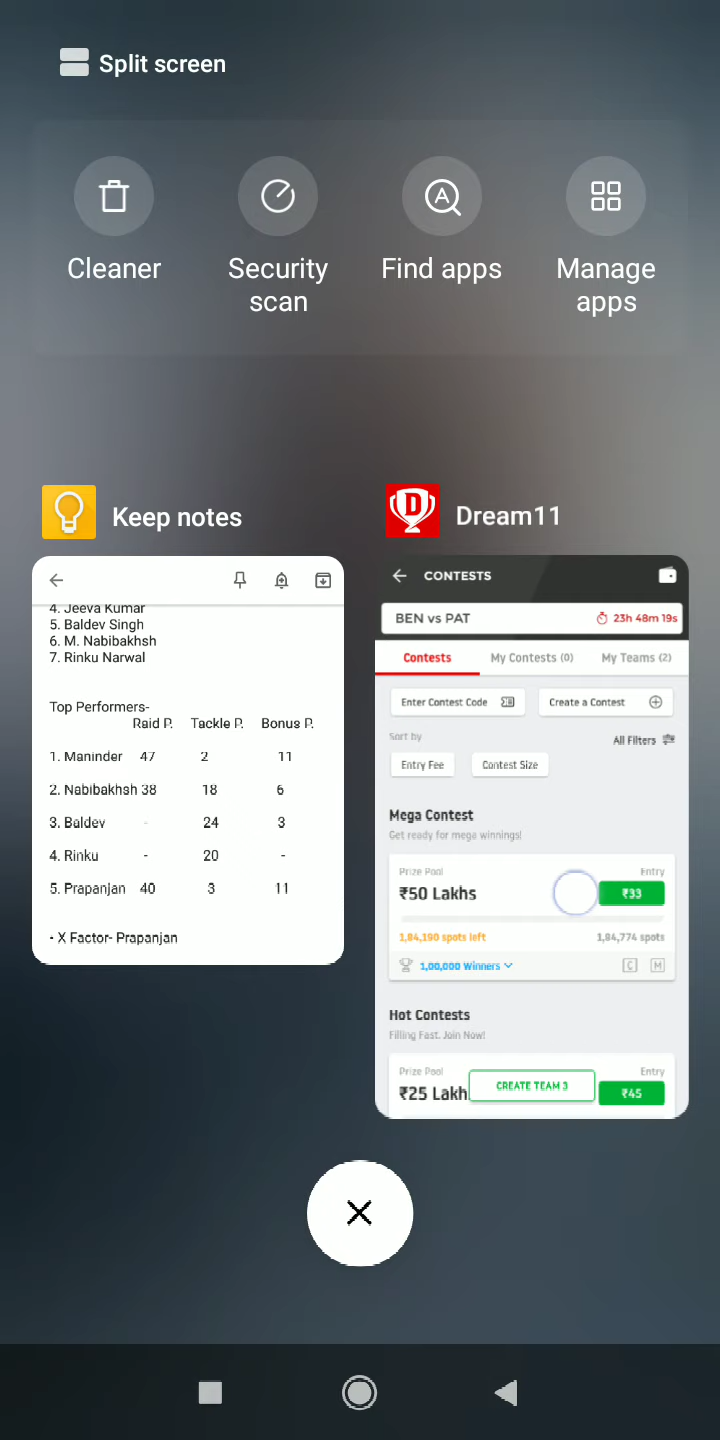 Split screen
Cleaner
Security scan
Find apps
Manage apps
Keep notes
4. Jeeva Kumar
5. Baldev Singh
6. M. Nabibakhsh
7. Rinku Narwal
Top Performers-
Raid P. Tackle P. Bonus P.
1. Maninder 47 2 11
2. Nabibakhsh 38 18 6
3. Baldev - 24 3
4. Rinku - 20 -
5. Prapanjan 40 3 11
- X Factor- Prapanjan
Dream11
CONTESTS
BEN vs PAT 23h 48m 19s
Contests My Contests (0) My Teams (2)
Enter Contest Code Create a Contest
Sort by All Filters
Entry Fee Contest Size
Mega Contest
Get ready for mega winnings!
Prize Pool Entry
₹50 Lakhs ₹33
1,84,190 spots left 1,84,774 spots
1,00,000 Winners C M
Hot Contests
Filling Fast. Join Now!
Prize Pool Entry
₹25 Lakh CREATE TEAM 3 ₹45